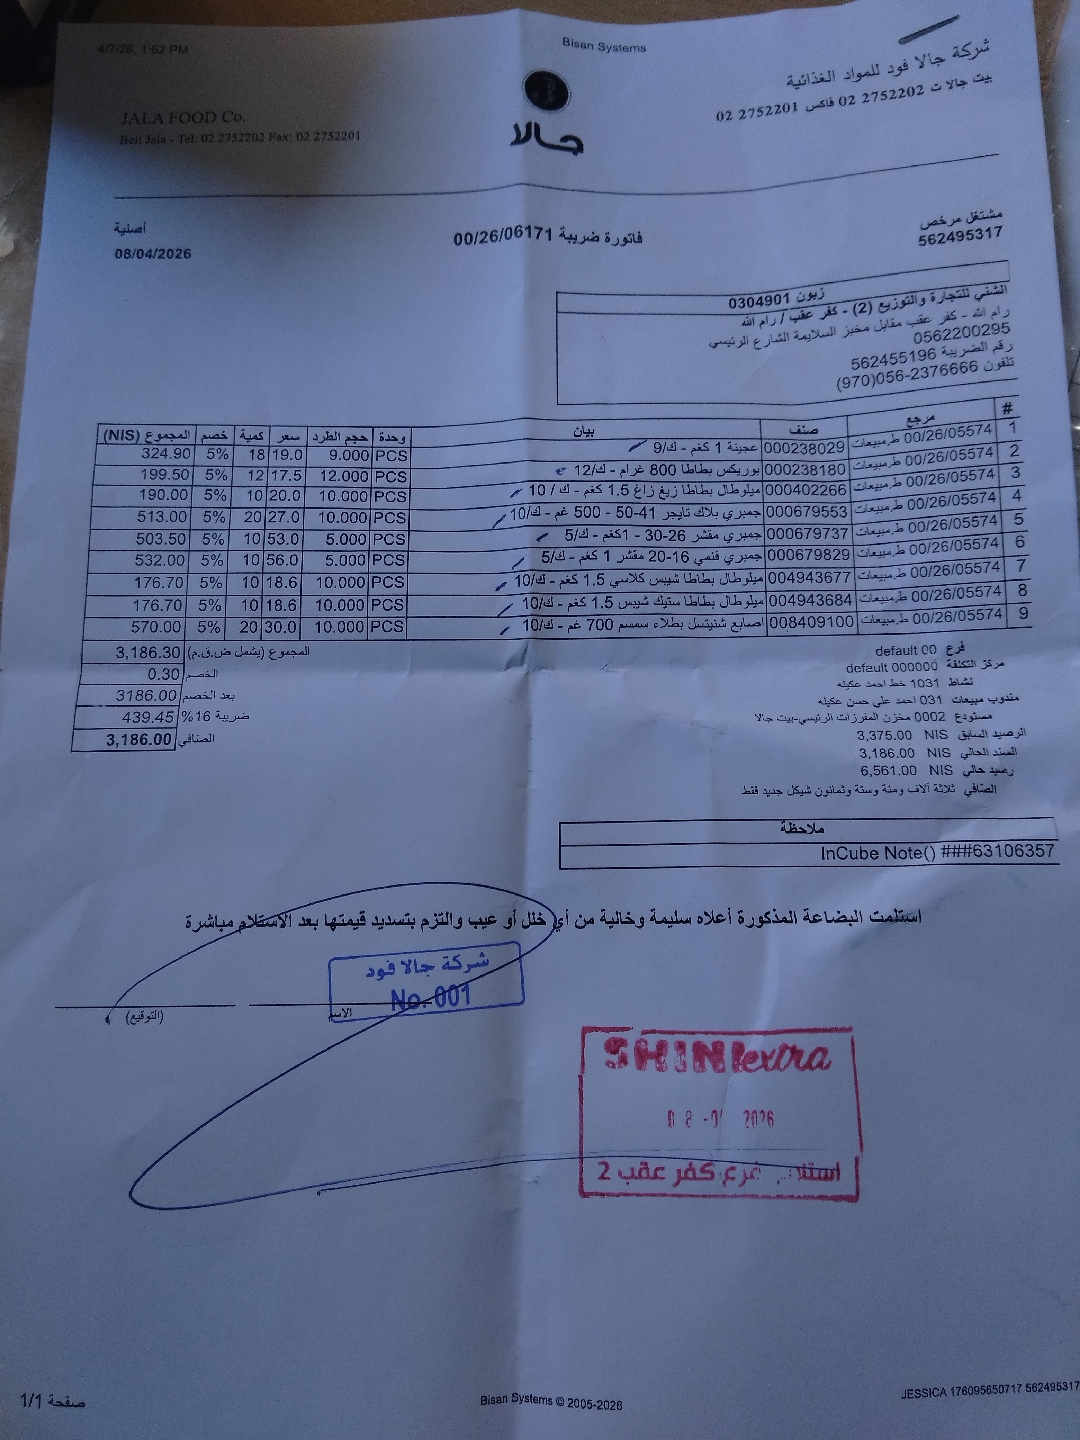 4/7/26, 1:52 PM
Bisan Systems
شركة جالا فود للمواد الغذائية
بيت جالا ت 2752202 02 فاكس 2752201 02
JALA FOOD Co.
Beit Jala - Tel: 02 2752202 Fax: 02 2752201
جالا
مشتغل مرخص
562495317
فاتورة ضريبة 00/26/06171
أصلية
08/04/2026
زبون 0304901
الشني للتجارة والتوزيع (2) - كفر عقب / رام الله
رام الله - كفر عقب مقابل مخبز السلايمة الشارع الرئيسي
0562200295
رقم الضريبة 562455196
تلفون 2376666-056(970)
# مرجع صنف بيان وحدة حجم الطرد سعر كمية خصم المجموع (NIS)
1 00/26/05574 ط.مبيعات 000238029 عجينة 1 كغم - ك/9 PCS 9.000 19.0 18 5% 324.90
2 00/26/05574 ط.مبيعات 000238180 بوريكس بطاطا 800 غرام - ك/12 PCS 12.000 17.5 12 5% 199.50
3 00/26/05574 ط.مبيعات 000402266 ميلوطال بطاطا زيغ زاغ 1.5 كغم - ك / 10 PCS 10.000 20.0 10 5% 190.00
4 00/26/05574 ط.مبيعات 000679553 جمبري بلاك تايجر 41-50 - 500 غم - ك/10 PCS 10.000 27.0 20 5% 513.00
5 00/26/05574 ط.مبيعات 000679737 جمبري مقشر 26-30 - 1كغم - ك/5 PCS 5.000 53.0 10 5% 503.50
6 00/26/05574 ط.مبيعات 000679829 جمبري فنمي 16-20 مقشر 1 كغم - ك/5 PCS 5.000 56.0 10 5% 532.00
7 00/26/05574 ط.مبيعات 004943677 ميلوطال بطاطا شيبس كلاسي 1.5 كغم - ك/10 PCS 10.000 18.6 10 5% 176.70
8 00/26/05574 ط.مبيعات 004943684 ميلوطال بطاطا ستيك شيبس 1.5 كغم - ك/10 PCS 10.000 18.6 10 5% 176.70
9 00/26/05574 ط.مبيعات 008409100 اصابع شنيتسل بطلاء سمسم 700 غم - ك/10 PCS 10.000 30.0 20 5% 570.00
المجموع (يشمل ض.ق.م) 3,186.30
الخصم 0.30
بعد الخصم 3186.00
ضريبة 16% 439.45
الصافي 3,186.00
فرع 00 default
مركز التكلفة 000000 default
نشاط 1031 خط احمد عكيله
مندوب مبيعات 031 احمد علي حسن عكيله
مستودع 0002 مخزن المفرزات الرئيسي-بيت جالا
الرصيد السابق NIS 3,375.00
السند الحالي NIS 3,186.00
رصيد حالي NIS 6,561.00
الصافي ثلاثة آلاف ومئة وستة وثمانون شيكل جديد فقط
ملاحظة
InCube Note() ###63106357
استلمت البضاعة المذكورة أعلاه سليمة وخالية من أي خلل أو عيب والتزم بتسديد قيمتها بعد الاستلام مباشرة
شركة جالا فود
No. 001
الاسم
(التوقيع)
SHINI extra
2026
فرع كفر عقب 2
صفحة 1/1
Bisan Systems © 2005-2026
JESSICA 176095650717 562495317